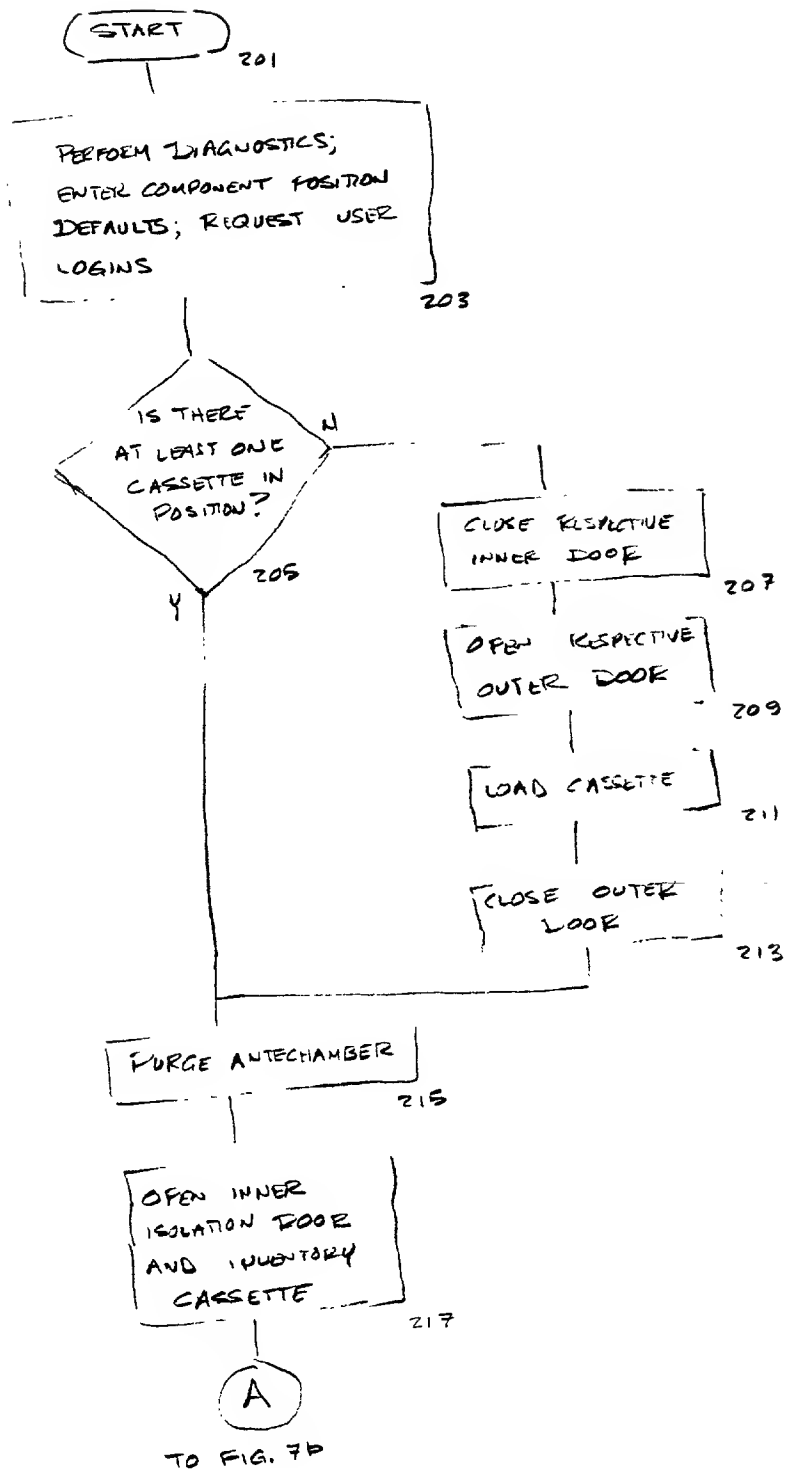 START
201
PERFORM DIAGNOSTICS;
ENTER COMPONENT POSITION
DEFAULTS; REQUEST USER
LOGINS
203
IS THERE
AT LEAST ONE
CASSETTE IN
POSITION?
205
N
Y
CLOSE RESPECTIVE
INNER DOOR
207
OPEN RESPECTIVE
OUTER DOOR
209
LOAD CASSETTE
211
CLOSE OUTER
DOOR
213
PURGE ANTECHAMBER
215
OPEN INNER
ISOLATION DOOR
AND INVENTORY
CASSETTE
217
A
TO FIG. 7b